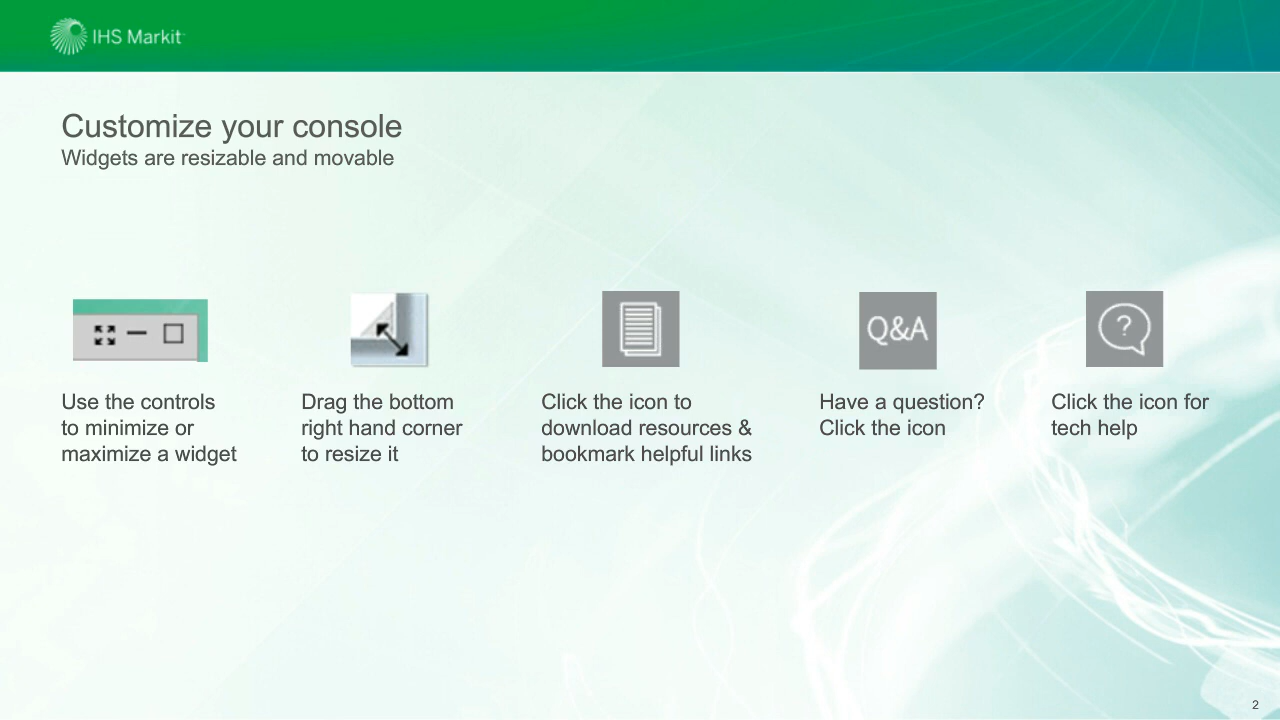 IHS Markit
Customize your console
Widgets are resizable and movable
Use the controls
to minimize or
maximize a widget
Drag the bottom
right hand corner
to resize it
Click the icon to
download resources &
bookmark helpful links
Q&A
Have a question?
Click the icon
?
Click the icon for
tech help
2